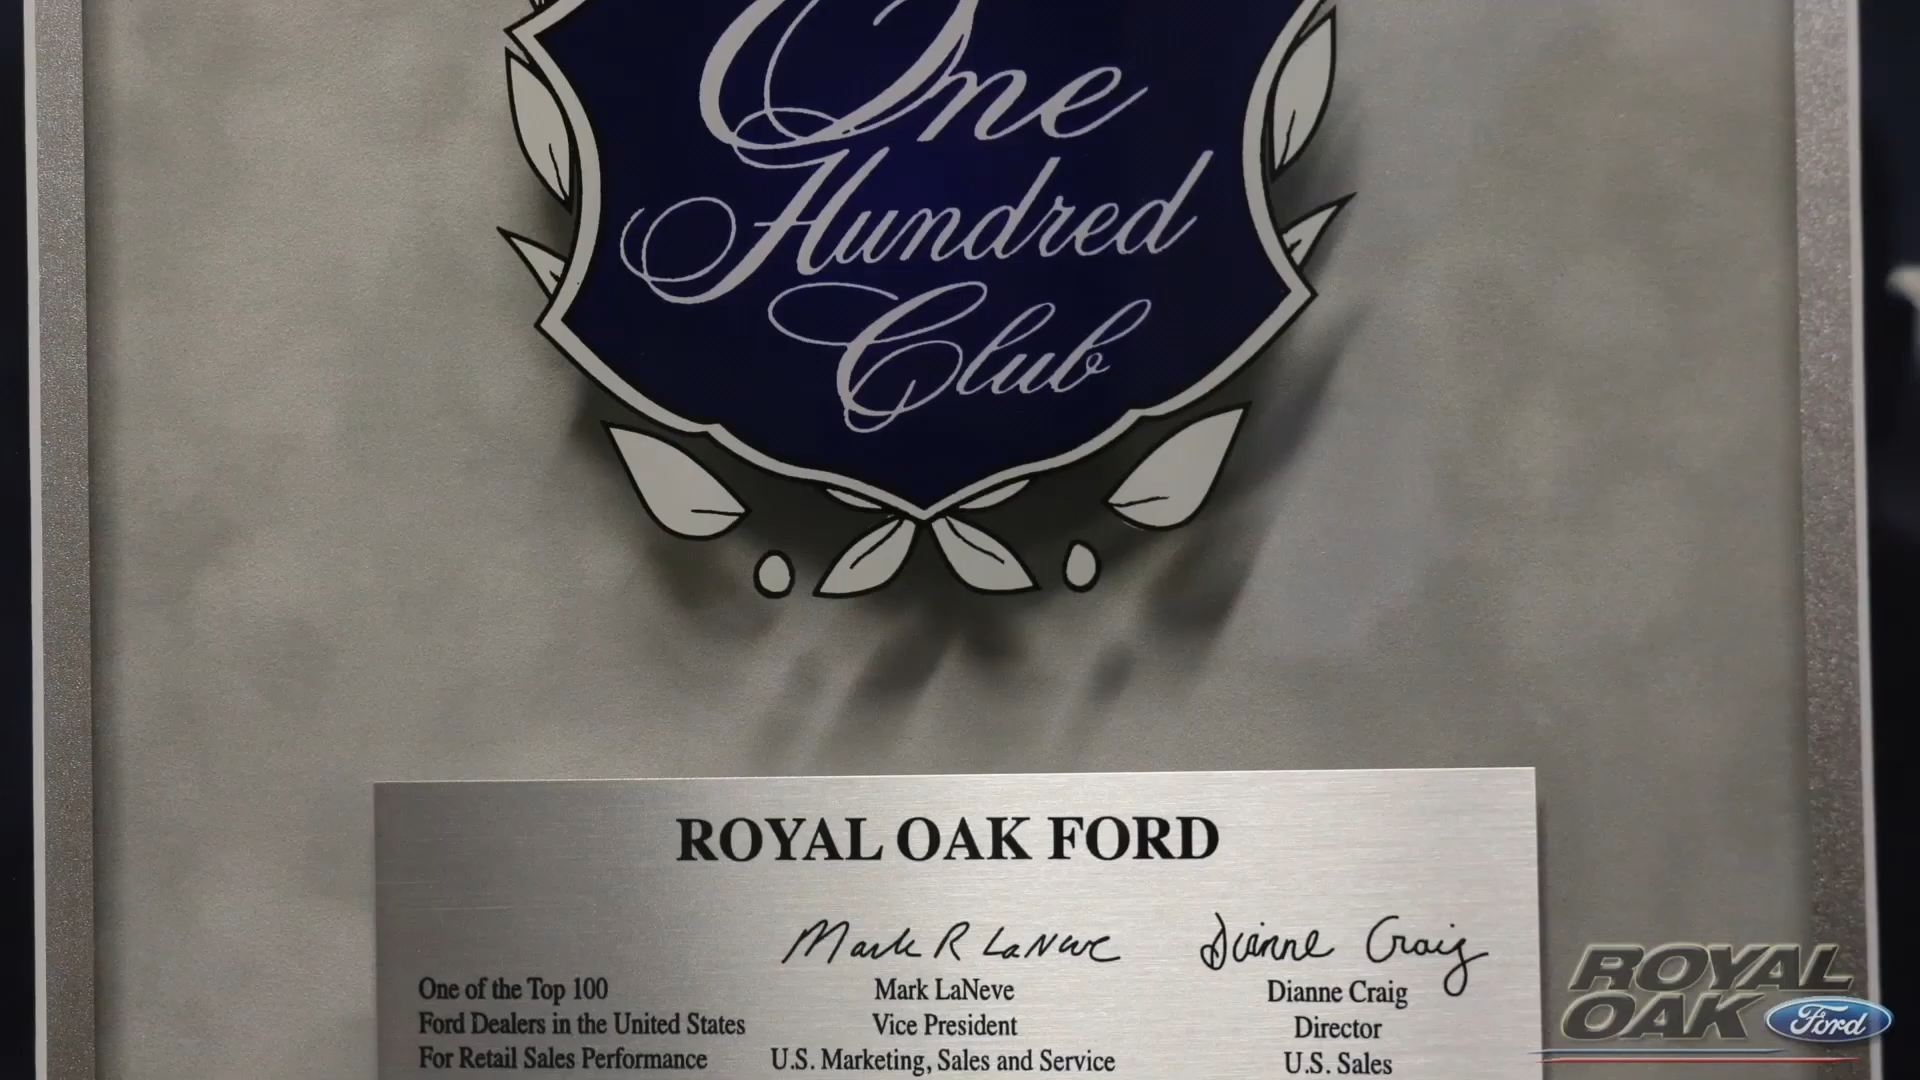 One
Hundred
Club
ROYAL OAK FORD
Mark R LaNeve
Dianne Craig
One of the Top 100
Ford Dealers in the United States
For Retail Sales Performance
Mark LaNeve
Vice President
U.S. Marketing, Sales and Service
Dianne Craig
Director
U.S. Sales
ROYAL
OAK
Ford